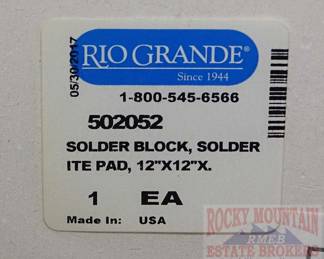 05/30/2017
RIO GRANDE®
Since 1944
1-800-545-6566
502052
SOLDER BLOCK, SOLDER
ITE PAD, 12"X12"X.
1 EA
Made In: USA
ROCKY MOUNTAIN
RMEB
ESTATE BROKERS